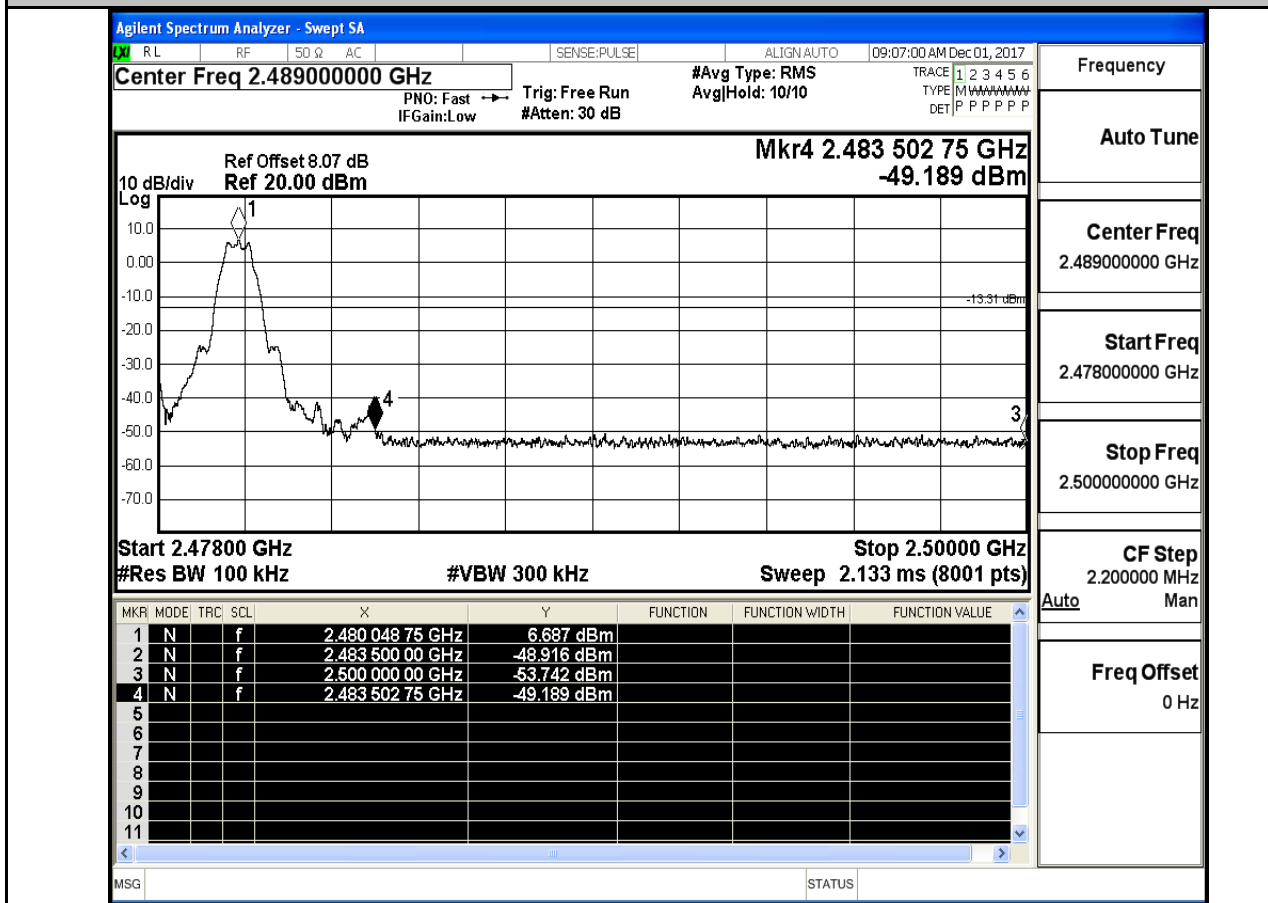 Agilent Spectrum Analyzer - Swept SA
LXI RL RF 50 Ω AC SENSE:PULSE ALIGN AUTO 09:07:00 AM Dec 01, 2017
Center Freq 2.489000000 GHz
PNO: Fast
IFGain:Low
Trig: Free Run
#Atten: 30 dB
#Avg Type: RMS
Avg|Hold: 10/10
TRACE 1 2 3 4 5 6
TYPE M WWWWW
DET P P P P P P
Mkr4 2.483 502 75 GHz
-49.189 dBm
Ref Offset 8.07 dB
10 dB/div Ref 20.00 dBm
Log
10.0
0.00
-10.0
-20.0
-30.0
-40.0
-50.0
-60.0
-70.0
1
4
3
-13.31 dBm
Start 2.47800 GHz Stop 2.50000 GHz
#Res BW 100 kHz #VBW 300 kHz Sweep 2.133 ms (8001 pts)
MKR MODE TRC SCL X Y FUNCTION FUNCTION WIDTH FUNCTION VALUE
1 N f 2.480 048 75 GHz 6.687 dBm
2 N f 2.483 500 00 GHz -48.916 dBm
3 N f 2.500 000 00 GHz -53.742 dBm
4 N f 2.483 502 75 GHz -49.189 dBm
5
6
7
8
9
10
11
MSG STATUS
Frequency
Auto Tune
Center Freq
2.489000000 GHz
Start Freq
2.478000000 GHz
Stop Freq
2.500000000 GHz
CF Step
2.200000 MHz
Auto Man
Freq Offset
0 Hz